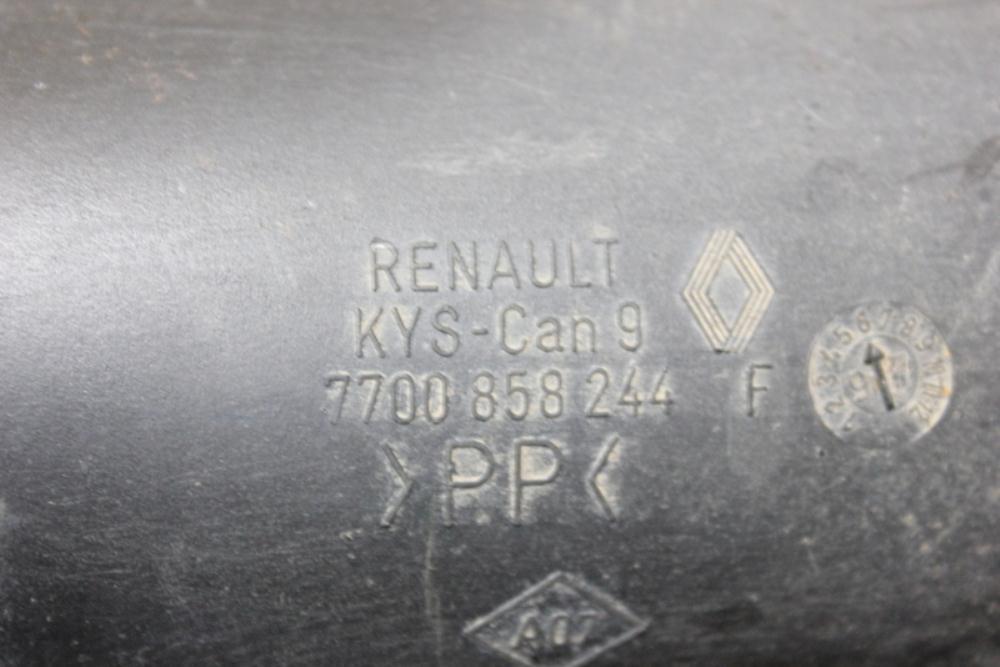 RENAULT
KYS-Can 9
7700 858 244 F
>PP<
A07